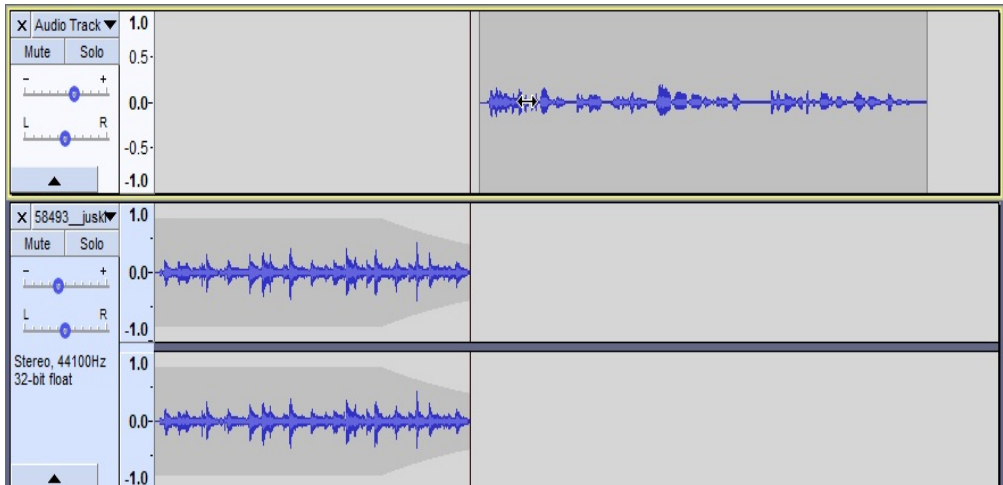 x Audio Track ▼ 1.0
Mute Solo
0.5
- +
0.0
L R
-0.5
-1.0
x 58493__juskt▼ 1.0
Mute Solo
- +
0.0
L R
-1.0
Stereo, 44100Hz
32-bit float
1.0
0.0
-1.0